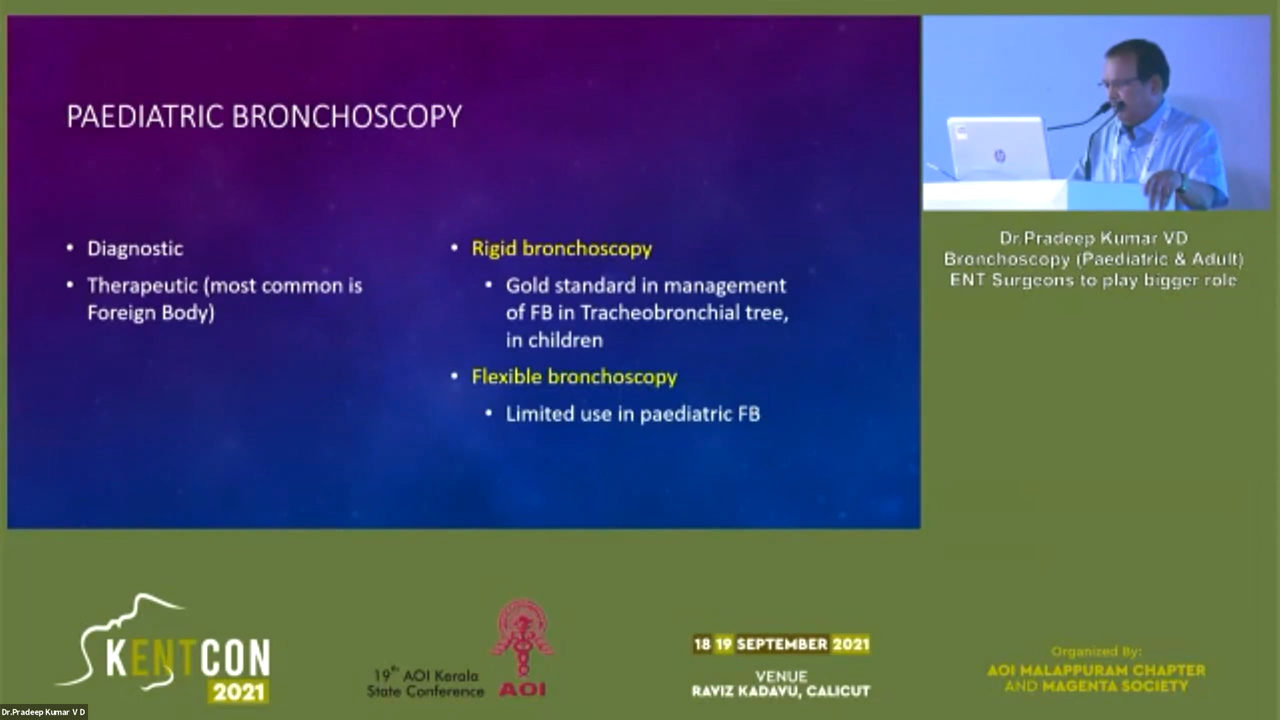 PAEDIATRIC BRONCHOSCOPY
• Diagnostic
• Therapeutic (most common is
Foreign Body)
• Rigid bronchoscopy
• Gold standard in management
of FB in Tracheobronchial tree,
in children
• Flexible bronchoscopy
• Limited use in paediatric FB
hp
Dr.Pradeep Kumar VD
Bronchoscopy (Paediatric & Adult)
ENT Surgeons to play bigger role
KENTCON
2021
19th AOI Kerala
State Conference
AOI
18 19 SEPTEMBER 2021
VENUE
RAVIZ KADAVU, CALICUT
Organized By:
AOI MALAPPURAM CHAPTER
AND MAGENTA SOCIETY
Dr.Pradeep Kumar V D